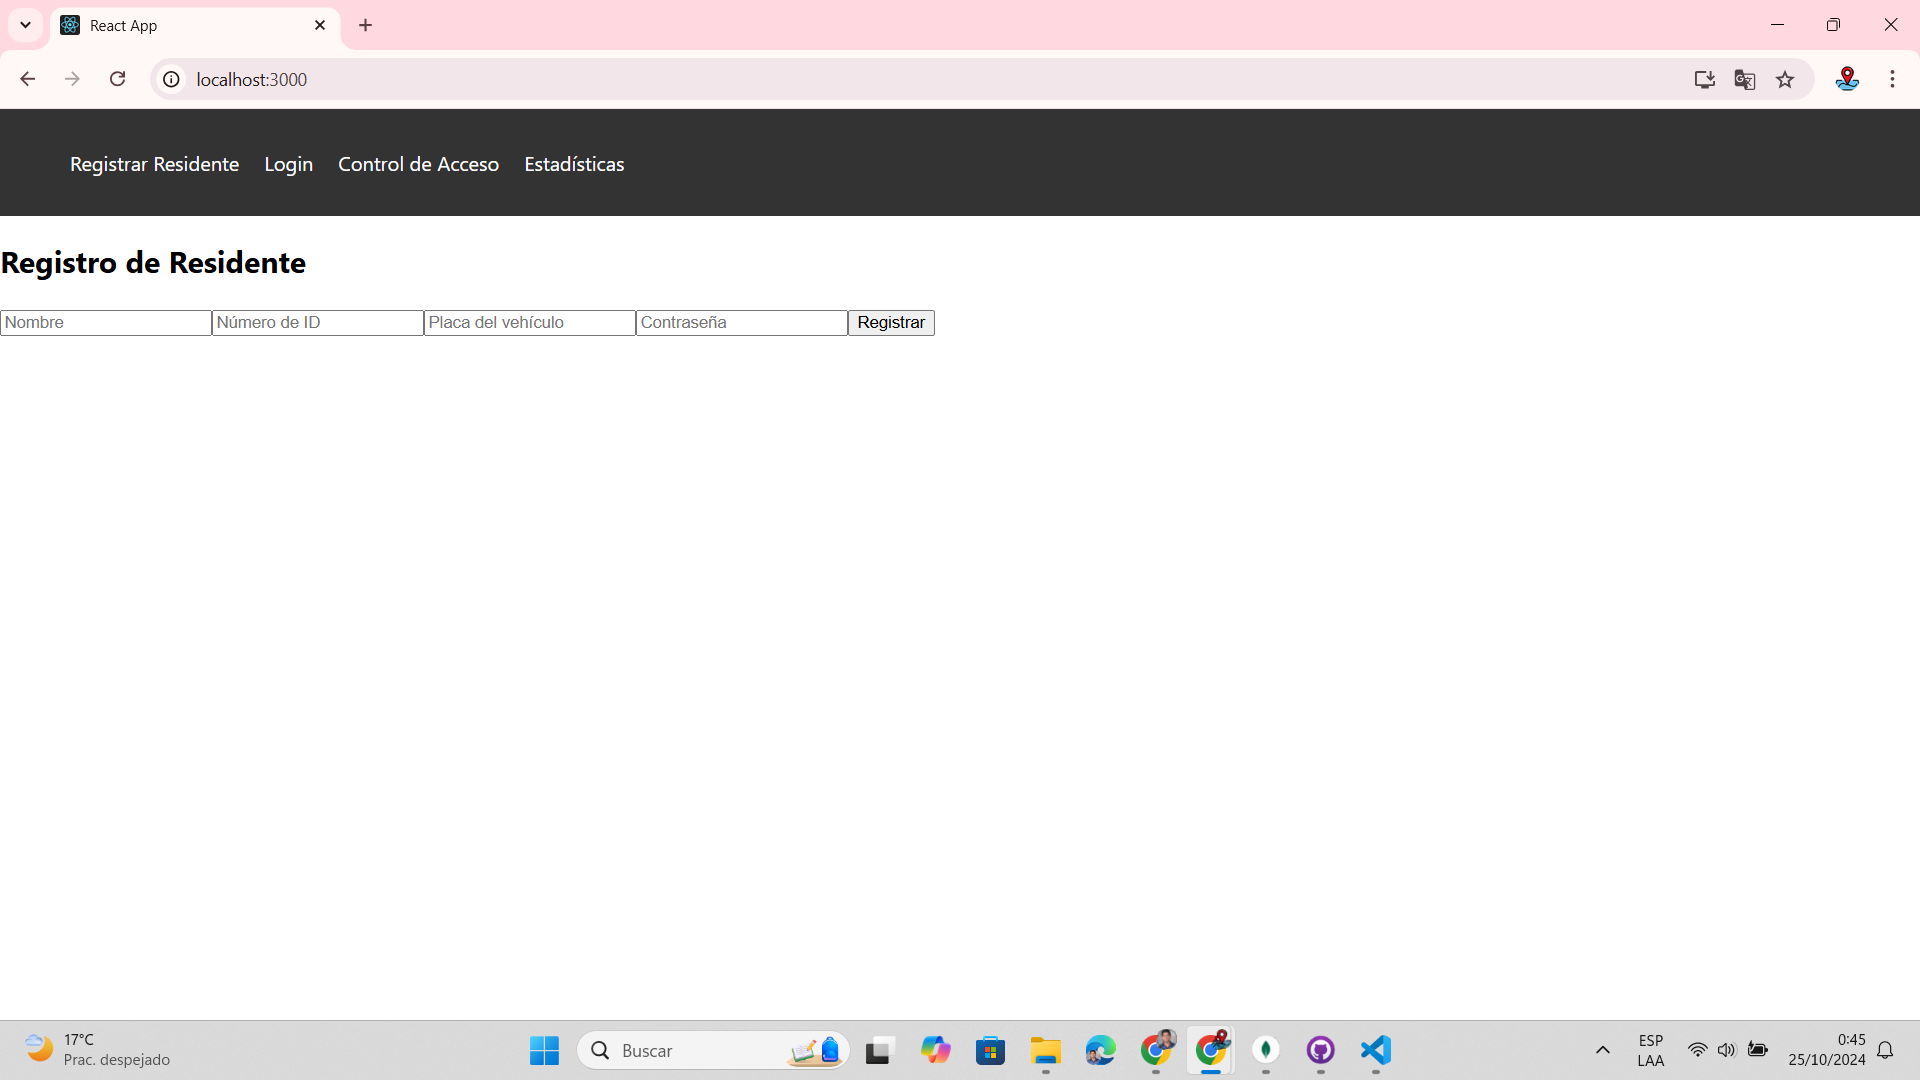 React App
localhost:3000
Registrar Residente Login Control de Acceso Estadísticas
Registro de Residente
Nombre Número de ID Placa del vehículo Contraseña Registrar
17°C
Prac. despejado
Buscar
ESP
LAA
0:45
25/10/2024